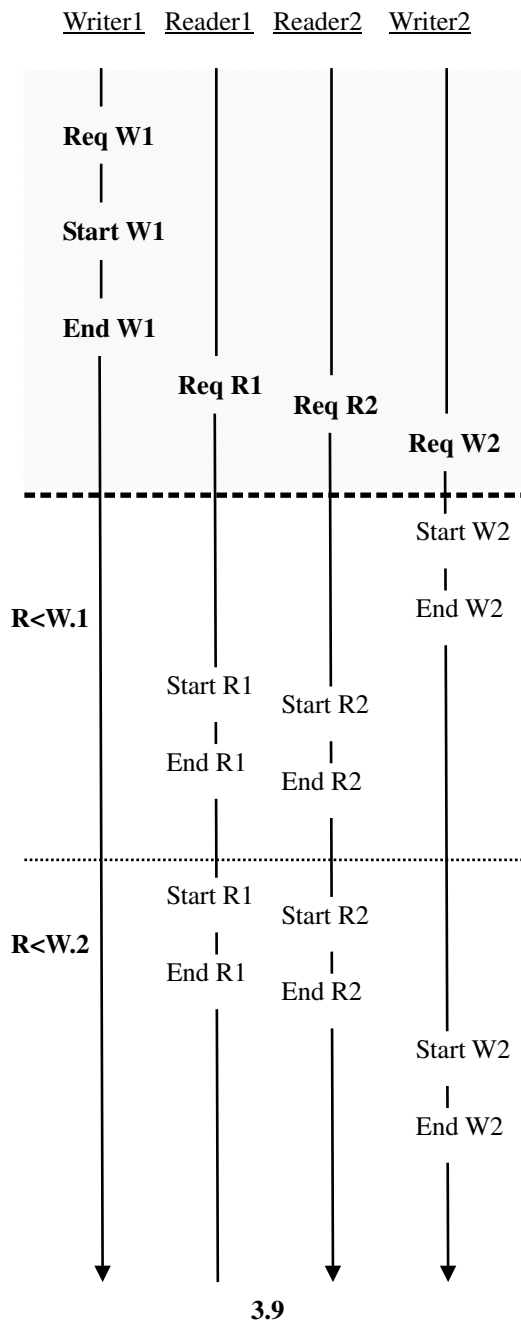 Writer1 Reader1 Reader2 Writer2
Req W1
Start W1
End W1
Req R1
Req R2
Req W2
Start W2
R<W.1
End W2
Start R1
Start R2
End R1
End R2
Start R1
Start R2
R<W.2
End R1
End R2
Start W2
End W2
3.9